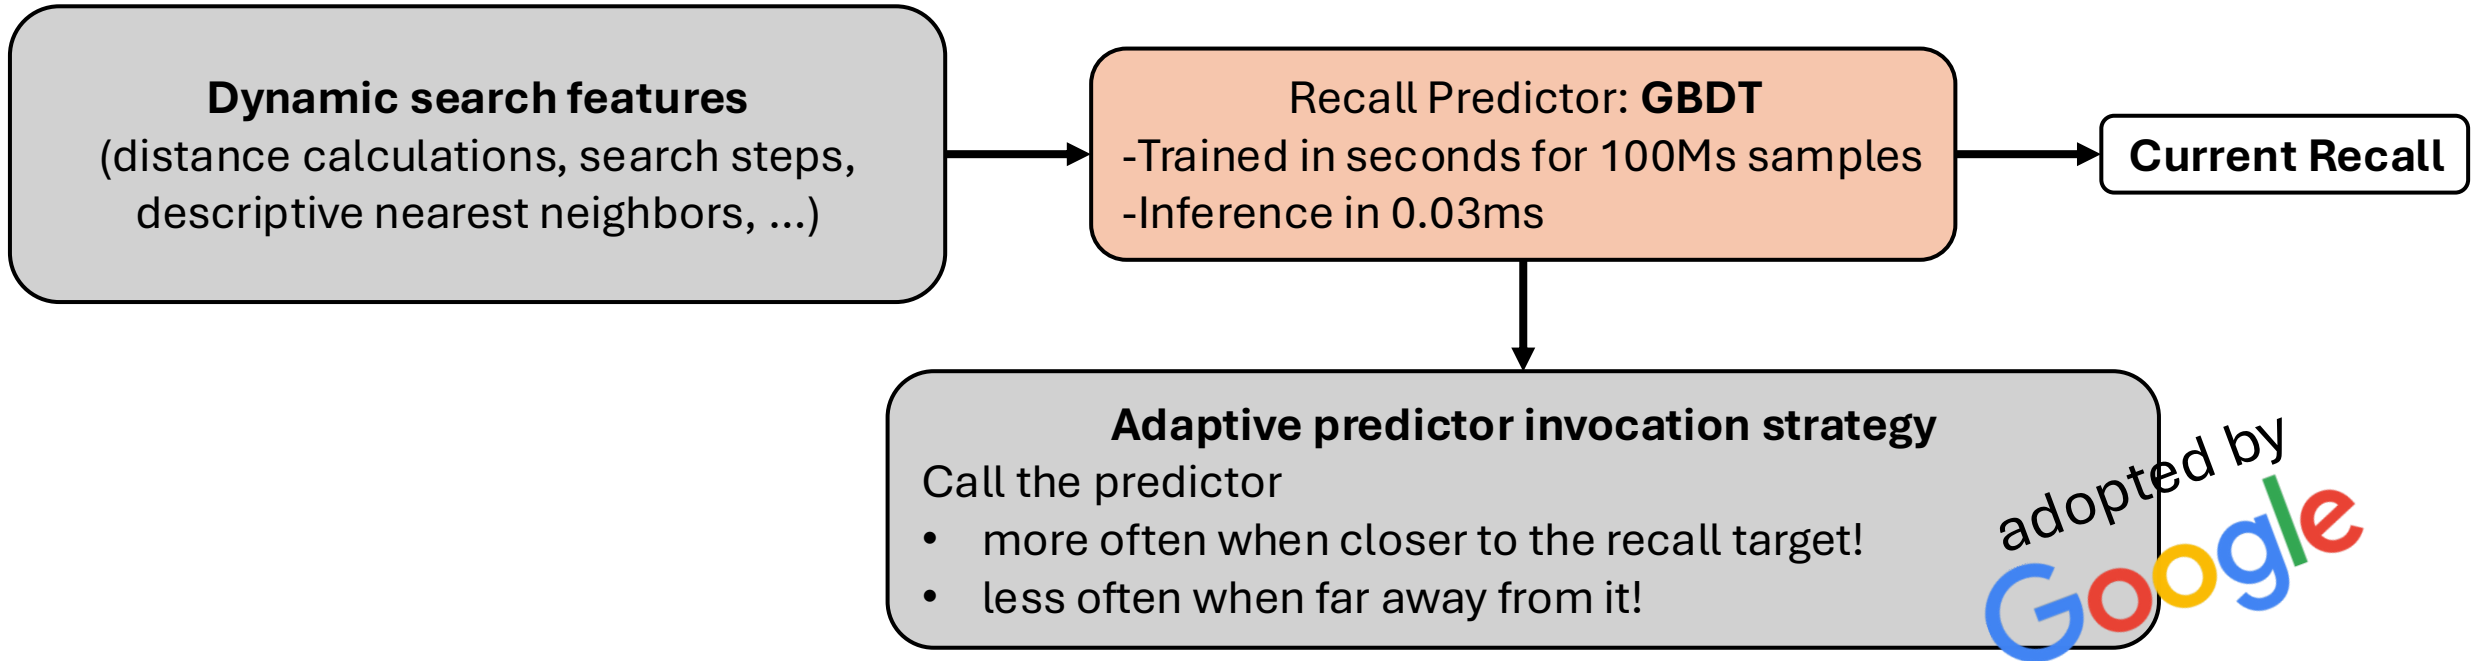 Dynamic search features
(distance calculations, search steps,
descriptive nearest neighbors, ...)
Recall Predictor: GBDT
-Trained in seconds for 100Ms samples
-Inference in 0.03ms
Current Recall
Adaptive predictor invocation strategy
Call the predictor
• more often when closer to the recall target!
• less often when far away from it!
adopted by
Google